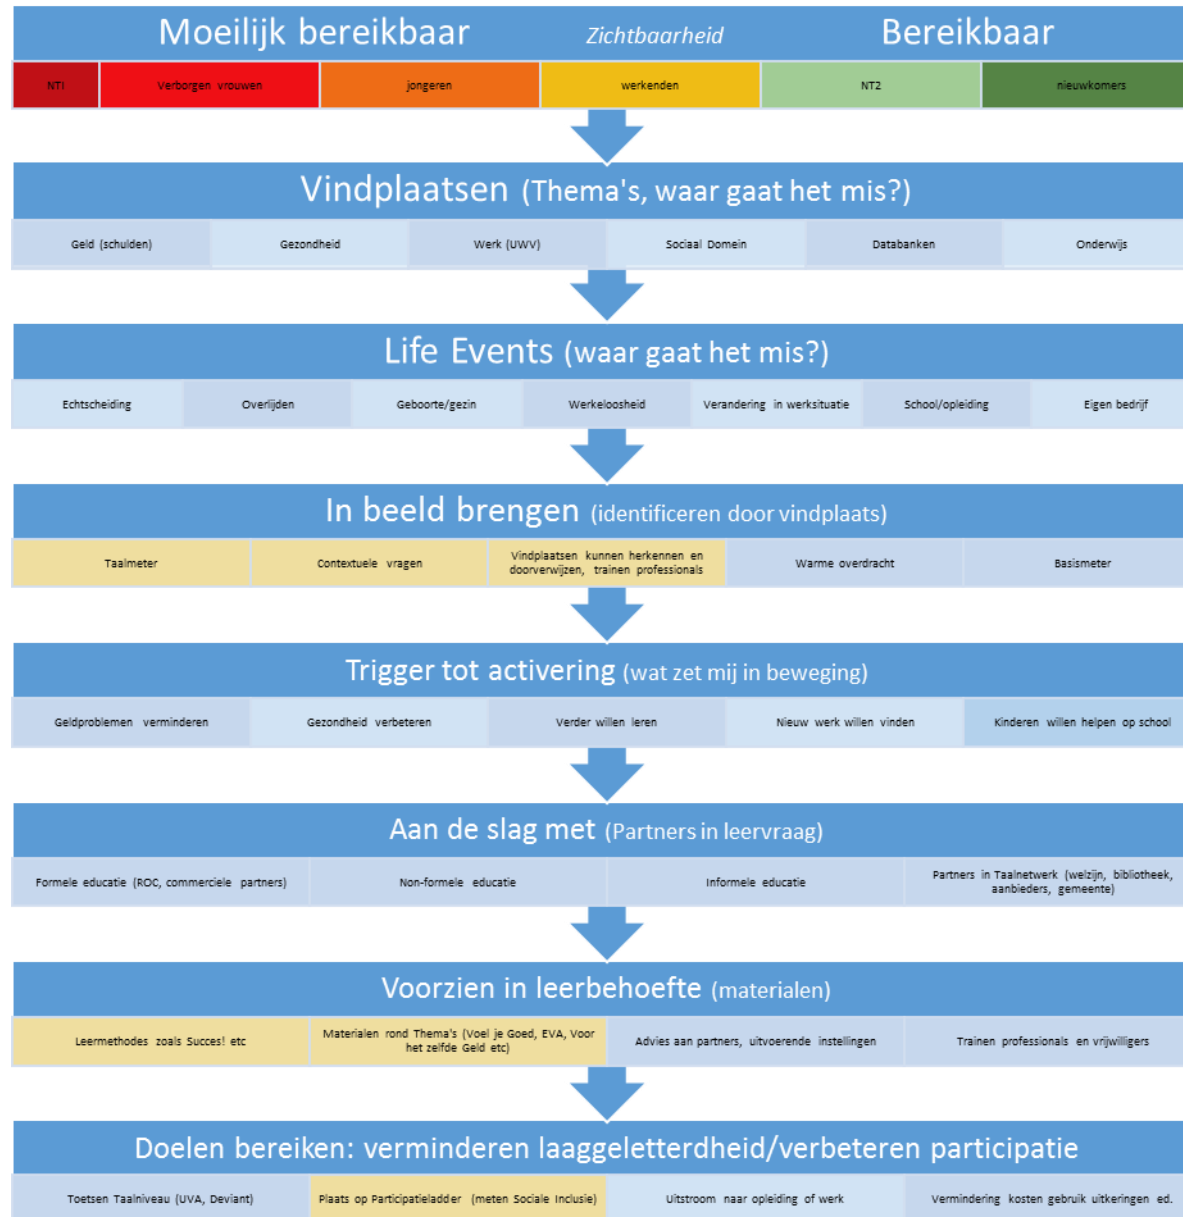 Moeilijk bereikbaar Zichtbaarheid Bereikbaar
NT1 Verborgen vrouwen jongeren werkenden NT2 nieuwkomers
Vindplaatsen (Thema's, waar gaat het mis?)
Geld (schulden) Gezondheid Werk (UWV) Sociaal Domein Databanken Onderwijs
Life Events (waar gaat het mis?)
Echtscheiding Overlijden Geboorte/gezin Werkeloosheid Verandering in werksituatie School/opleiding Eigen bedrijf
In beeld brengen (identificeren door vindplaats)
Taalmeter Contextuele vragen Vindplaatsen kunnen herkennen en
doorverwijzen, trainen professionals Warme overdracht Basismeter
Trigger tot activering (wat zet mij in beweging)
Geldproblemen verminderen Gezondheid verbeteren Verder willen leren Nieuw werk willen vinden Kinderen willen helpen op school
Aan de slag met (Partners in leervraag)
Formele educatie (ROC, commerciele partners) Non-formele educatie Informele educatie Partners in Taalnetwerk (welzijn, bibliotheek,
aanbieders, gemeente)
Voorzien in leerbehoefte (materialen)
Leermethodes zoals Succes! etc Materialen rond Thema's (Voel je Goed, EVA, Voor
het zelfde Geld etc) Advies aan partners, uitvoerende instellingen Trainen professionals en vrijwilligers
Doelen bereiken: verminderen laaggeletterdheid/verbeteren participatie
Toetsen Taalniveau (UVA, Deviant) Plaats op Participatieladder (meten Sociale Inclusie) Uitstroom naar opleiding of werk Vermindering kosten gebruik uitkeringen ed.